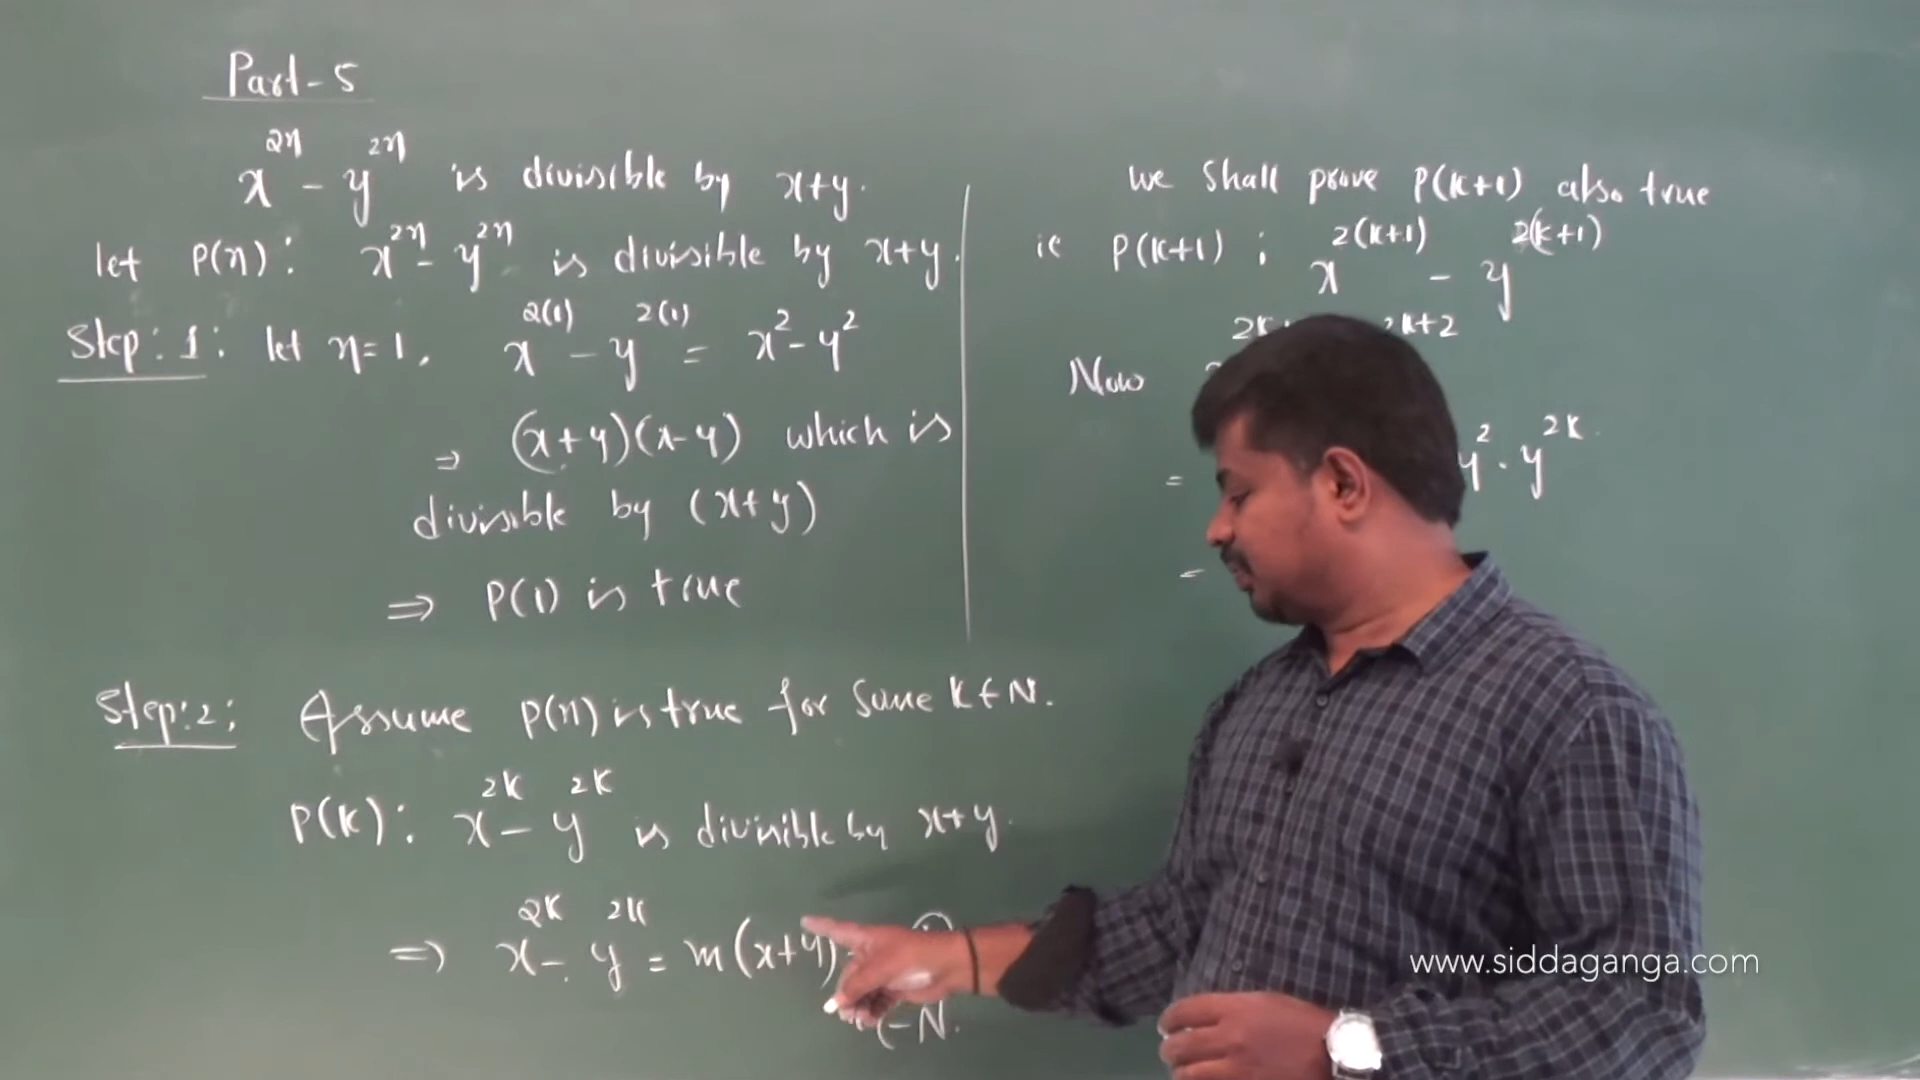 Part-5
x^2n - y^2n is divisible by x+y.
let P(n): x^2n - y^2n is divisible by x+y.
Step:1: let n=1, x^2(1) - y^2(1) = x^2 - y^2
⇒ (x+y)(x-y) which is
divisible by (x+y)
⇒ P(1) is true
Step:2: Assume P(n) is true for some K ∈ N.
P(K): x^2K - y^2K is divisible by x+y.
⇒ x^2K - y^2K = m(x+y)
∈ N.
we shall prove P(K+1) also true
ie P(K+1) : x^2(K+1) - y^2(K+1)
Now 2K+2
= y^2 · y^2K
=
www.siddaganga.com